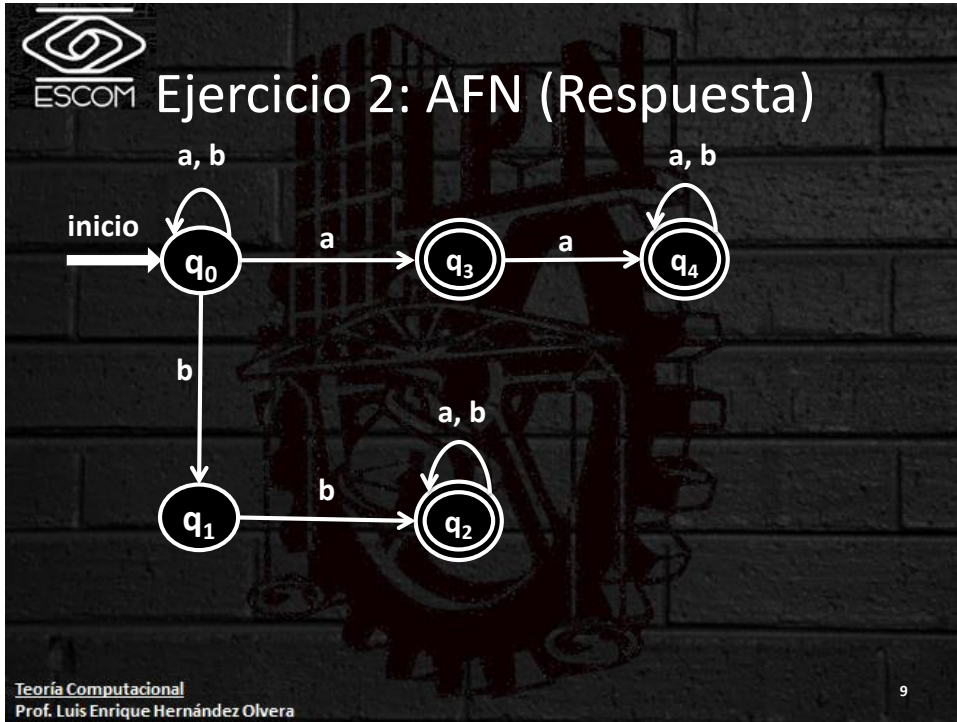 ESCOM
Ejercicio 2: AFN (Respuesta)
a, b
a, b
inicio
q₀
a
q₃
a
q₄
b
a, b
q₁
b
q₂
Teoría Computacional
Prof. Luis Enrique Hernández Olvera
9